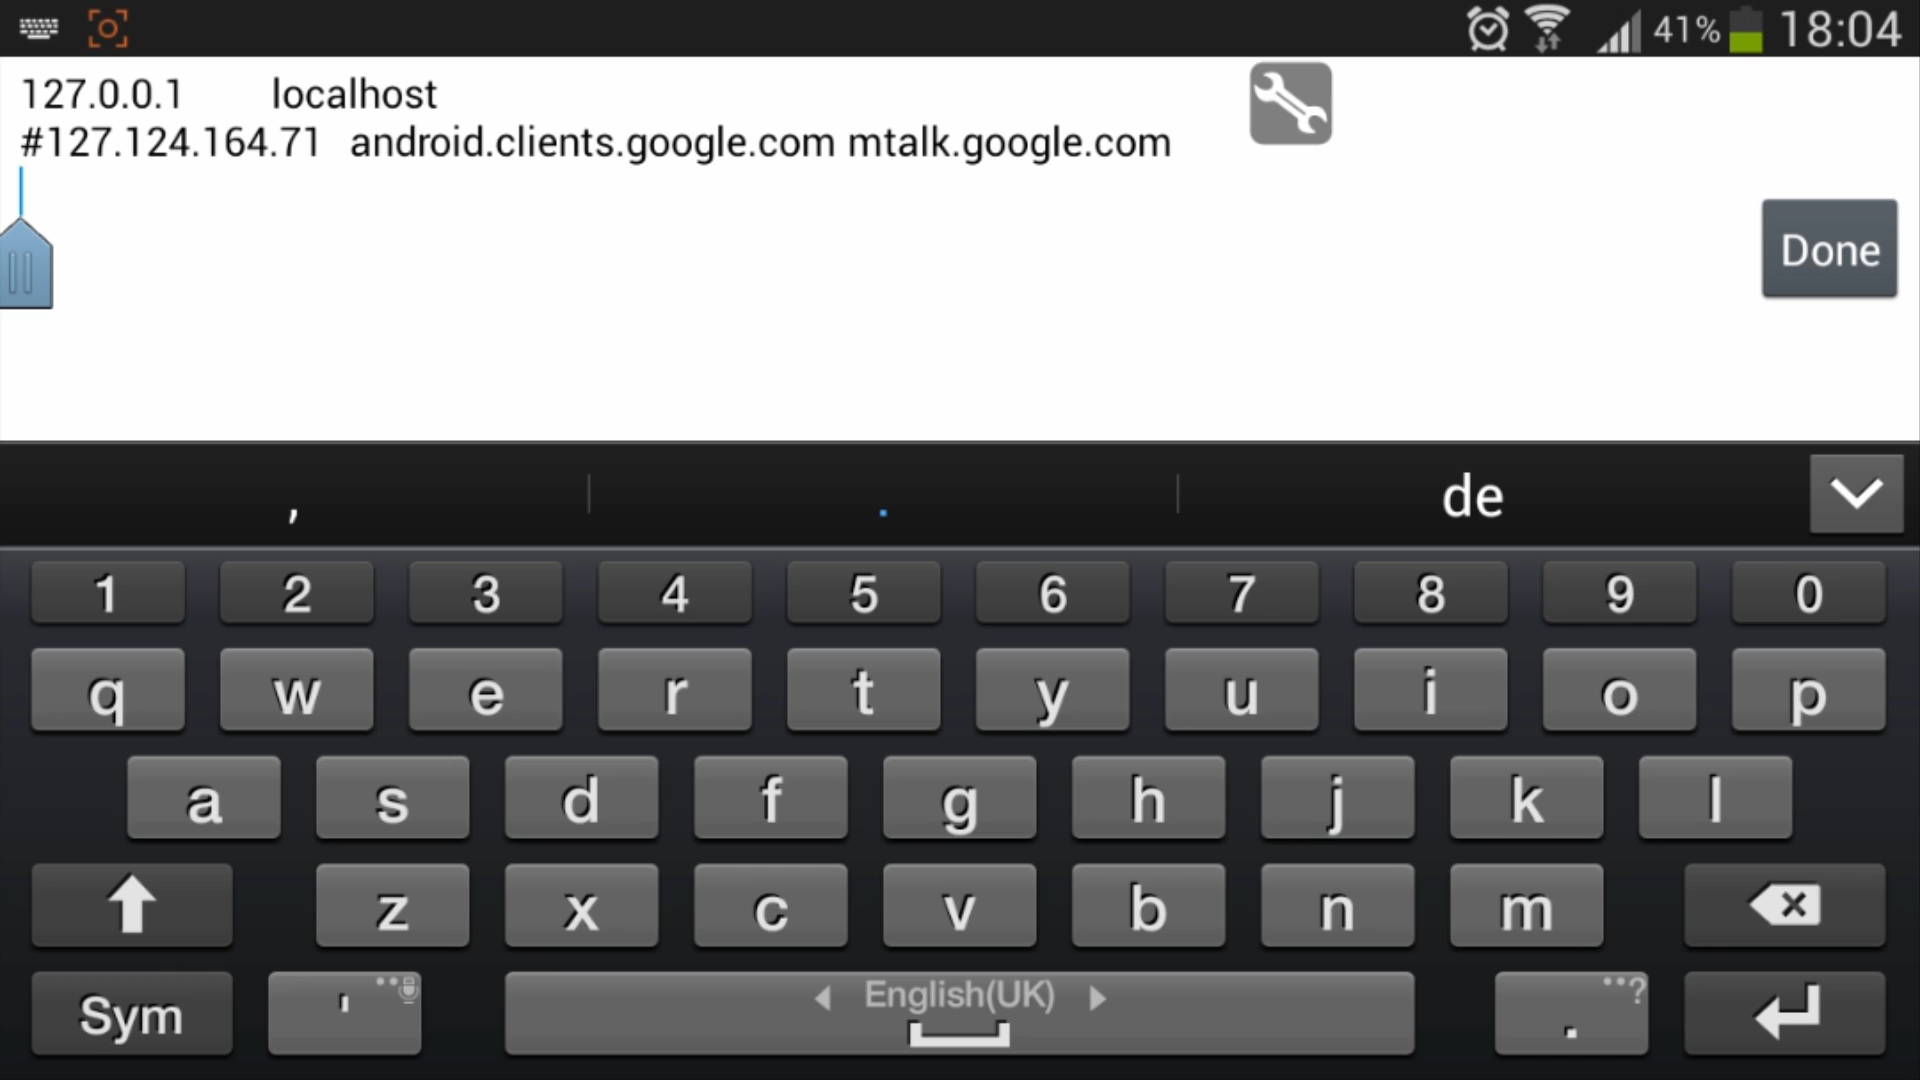 41% 18:04
127.0.0.1 localhost
#127.124.164.71 android.clients.google.com mtalk.google.com
Done
, . de
1 2 3 4 5 6 7 8 9 0
q w e r t y u i o p
a s d f g h j k l
z x c v b n m
Sym ' English(UK) . ?